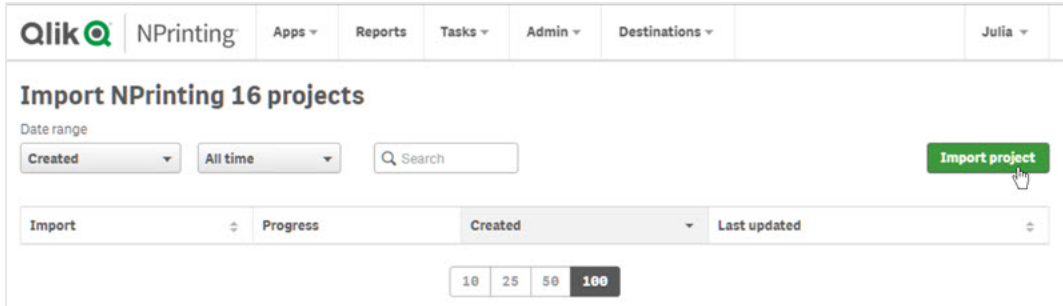 Qlik NPrinting Apps Reports Tasks Admin Destinations Julia
Import NPrinting 16 projects
Date range
Created All time Search Import project
Import Progress Created Last updated
10 25 50 100